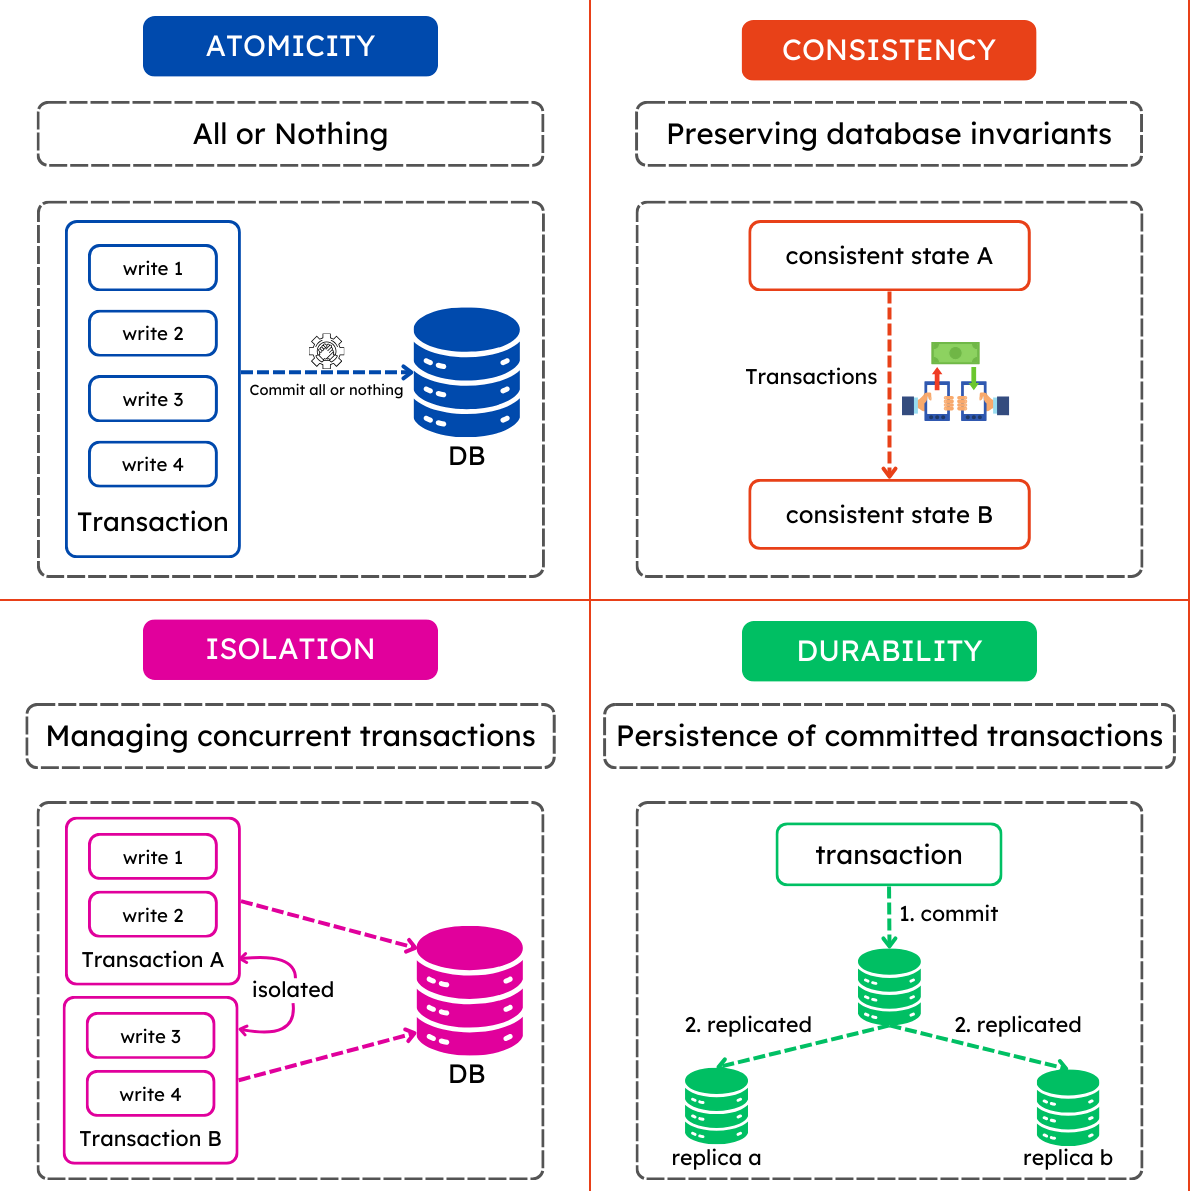 ATOMICITY
All or Nothing
write 1
write 2
write 3
write 4
Transaction
Commit all or nothing
DB
CONSISTENCY
Preserving database invariants
consistent state A
Transactions
consistent state B
ISOLATION
Managing concurrent transactions
write 1
write 2
Transaction A
isolated
write 3
write 4
Transaction B
DB
DURABILITY
Persistence of committed transactions
transaction
1. commit
2. replicated
2. replicated
replica a
replica b